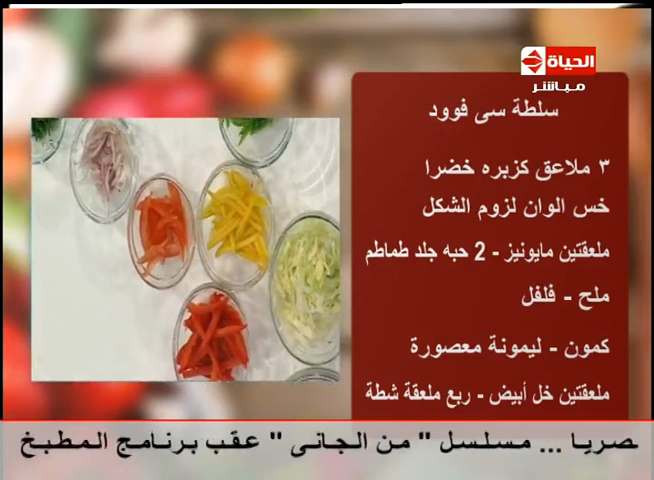 الحياة
مباشر
سلطة سى فوود
٣ ملاعق كزبره خضرا
خس الوان لزوم الشكل
ملعقتين مايونيز - 2 حبه جلد طماطم
ملح - فلفل
كمون - ليمونة معصورة
ملعقتين خل أبيض - ربع ملعقة شطة
صريا ... مسلسل " من الجانى " عقب برنامج المطبخ